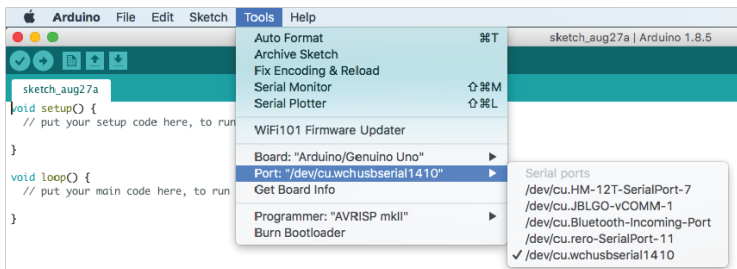 Arduino File Edit Sketch Tools Help
sketch_aug27a | Arduino 1.8.5
sketch_aug27a
void setup() {
// put your setup code here, to run
}
void loop() {
// put your main code here, to run
}
Auto Format ⌘T
Archive Sketch
Fix Encoding & Reload
Serial Monitor ⇧⌘M
Serial Plotter ⇧⌘L
WiFi101 Firmware Updater
Board: "Arduino/Genuino Uno"
Port: "/dev/cu.wchusbserial1410"
Get Board Info
Programmer: "AVRISP mkII"
Burn Bootloader
Serial ports
/dev/cu.HM-12T-SerialPort-7
/dev/cu.JBLGO-vCOMM-1
/dev/cu.Bluetooth-Incoming-Port
/dev/cu.rero-SerialPort-11
✓ /dev/cu.wchusbserial1410